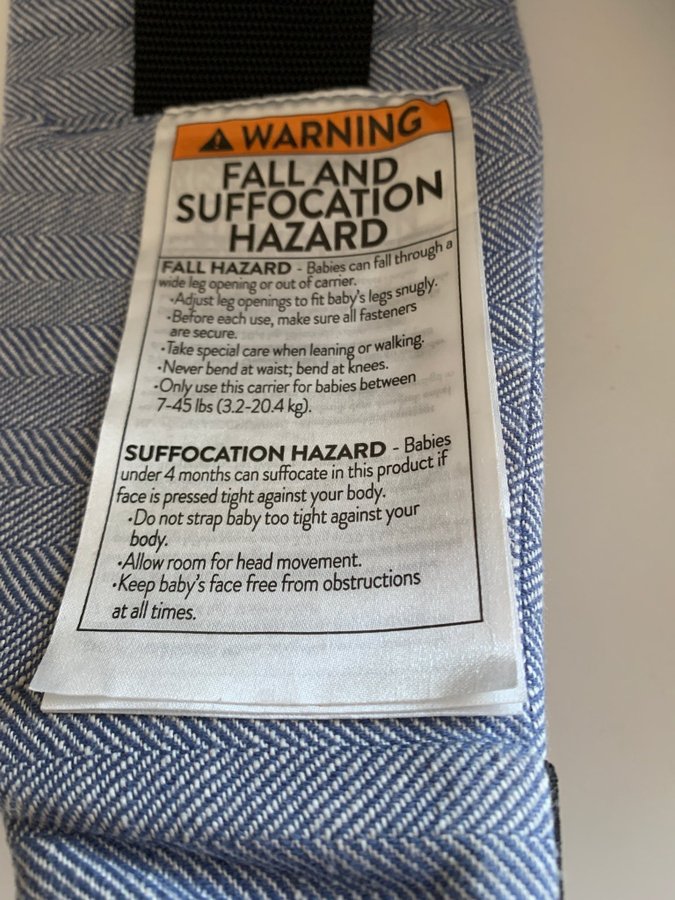 WARNING
FALL AND
SUFFOCATION
HAZARD
FALL HAZARD - Babies can fall through a
wide leg opening or out of carrier.
•Adjust leg openings to fit baby's legs snugly.
•Before each use, make sure all fasteners
are secure.
•Take special care when leaning or walking.
•Never bend at waist; bend at knees.
•Only use this carrier for babies between
7-45 lbs (3.2-20.4 kg).
SUFFOCATION HAZARD - Babies
under 4 months can suffocate in this product if
face is pressed tight against your body.
•Do not strap baby too tight against your
body.
•Allow room for head movement.
•Keep baby's face free from obstructions
at all times.